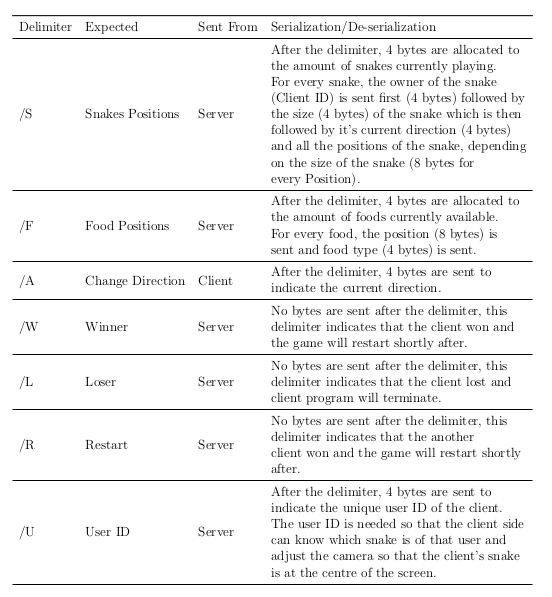 Delimiter Expected Sent From Serialization/De-serialization
After the delimiter, 4 bytes are allocated to
the amount of snakes currently playing.
For every snake, the owner of the snake
(Client ID) is sent first (4 bytes) followed by
/S Snakes Positions Server the size (4 bytes) of the snake which is then
followed by it's current direction (4 bytes)
and all the positions of the snake, depending
on the size of the snake (8 bytes for
every Position).
After the delimiter, 4 bytes are allocated to
the amount of foods currently available.
/F Food Positions Server For every food, the position (8 bytes) is
sent and food type (4 bytes) is sent.
/A Change Direction Client After the delimiter, 4 bytes are sent to
indicate the current direction.
No bytes are sent after the delimiter, this
/W Winner Server delimiter indicates that the client won and
the game will restart shortly after.
No bytes are sent after the delimiter, this
/L Loser Server delimiter indicates that the client lost and
client program will terminate.
No bytes are sent after the delimiter, this
delimiter indicates that the another
/R Restart Server client won and the game will restart shortly
after.
After the delimiter, 4 bytes are sent to
indicate the unique user ID of the client.
The user ID is needed so that the client side
/U User ID Server can know which snake is of that user and
adjust the camera so that the client's snake
is at the centre of the screen.